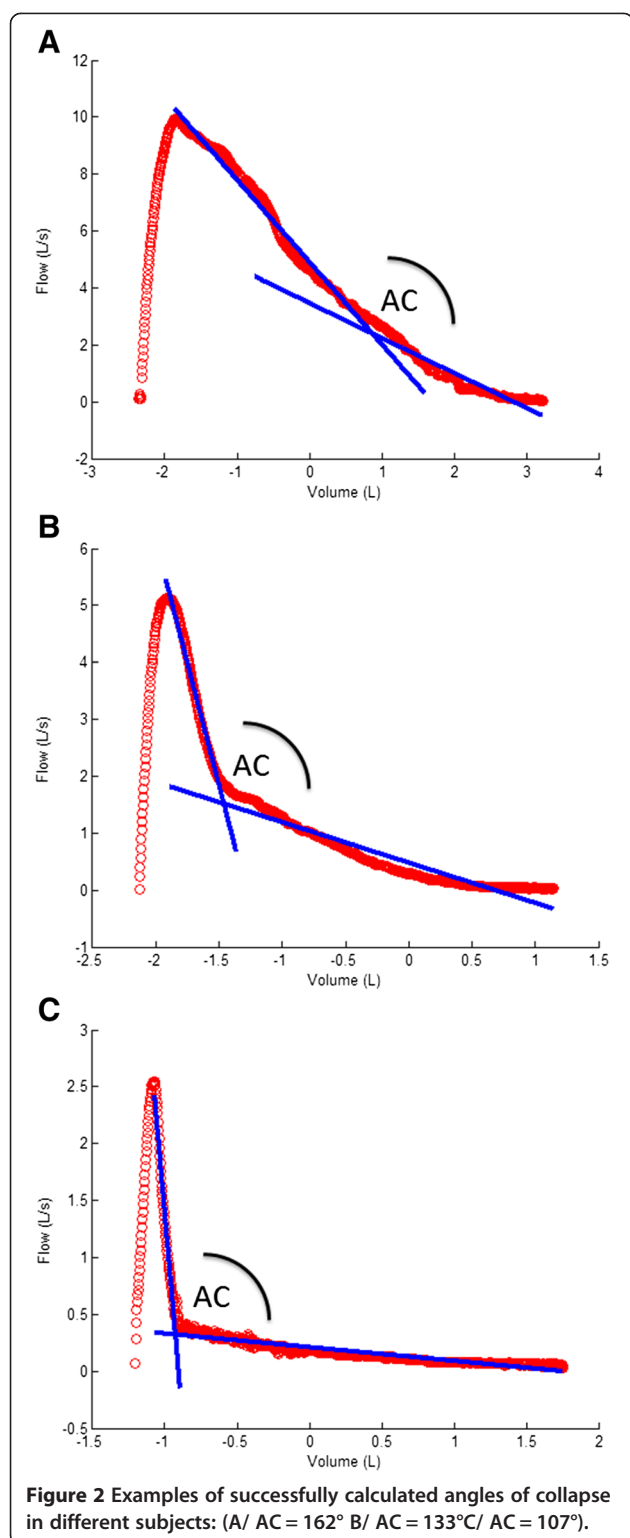 A
12
10
8
6
4
2
0
-2
Flow (L/s)
AC
-3 -2 -1 0 1 2 3 4
Volume (L)
B
6
5
4
3
2
1
0
-1
Flow (L/s)
AC
-2.5 -2 -1.5 -1 -0.5 0 0.5 1 1.5
Volume (L)
C
3
2.5
2
1.5
1
0.5
0
-0.5
Flow (L/s)
AC
-1.5 -1 -0.5 0 0.5 1 1.5 2
Volume (L)
Figure 2 Examples of successfully calculated angles of collapse
in different subjects: (A/ AC = 162° B/ AC = 133°C/ AC = 107°).